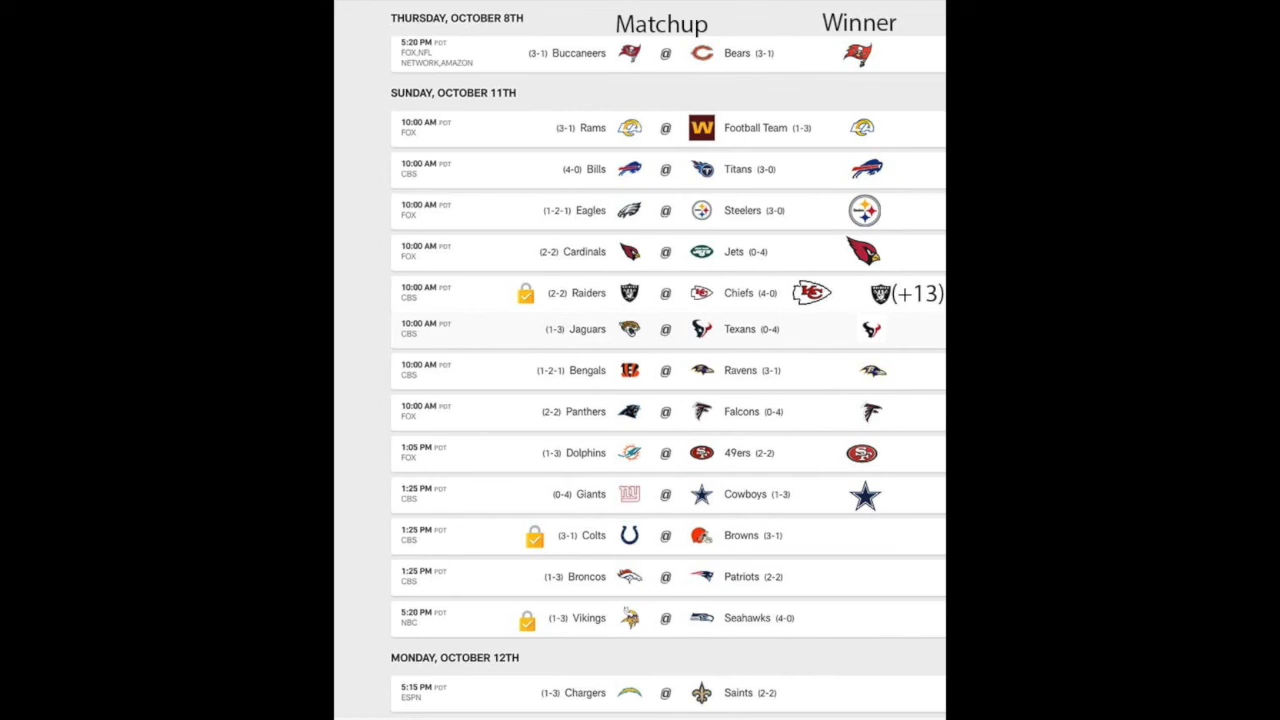 THURSDAY, OCTOBER 8TH Matchup Winner
5:20 PM PDT
FOX,NFL
NETWORK,AMAZON
(3-1) Buccaneers @ Bears (3-1)
SUNDAY, OCTOBER 11TH
10:00 AM PDT
FOX
(3-1) Rams @ W Football Team (1-3)
10:00 AM PDT
CBS
(4-0) Bills @ Titans (3-0)
10:00 AM PDT
FOX
(1-2-1) Eagles @ Steelers (3-0) Steelers
10:00 AM PDT
FOX
(2-2) Cardinals @ Jets (0-4)
10:00 AM PDT
CBS
(2-2) Raiders @ Chiefs (4-0) KC (+13)
10:00 AM PDT
CBS
(1-3) Jaguars @ Texans (0-4)
10:00 AM PDT
CBS
(1-2-1) Bengals @ Ravens (3-1)
10:00 AM PDT
FOX
(2-2) Panthers @ Falcons (0-4)
1:05 PM PDT
FOX
(1-3) Dolphins @ 49ers (2-2) SF
1:25 PM PDT
CBS
(0-4) Giants NY @ Cowboys (1-3)
1:25 PM PDT
CBS
(3-1) Colts @ Browns (3-1)
1:25 PM PDT
CBS
(1-3) Broncos @ Patriots (2-2)
5:20 PM PDT
NBC
(1-3) Vikings @ Seahawks (4-0)
MONDAY, OCTOBER 12TH
5:15 PM PDT
ESPN
(1-3) Chargers @ Saints (2-2)